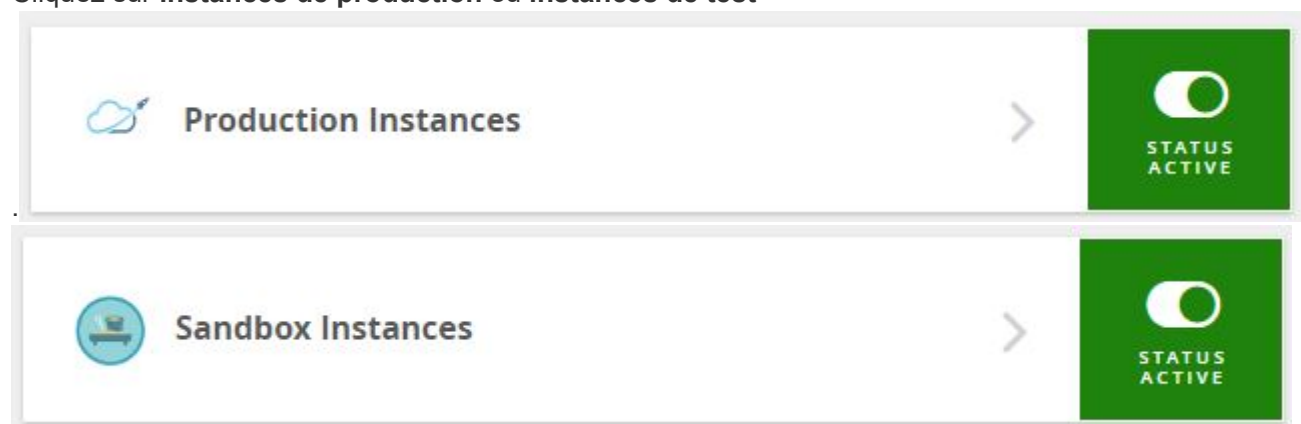 Cliquez sur instances de production ou instances de test
Production Instances
STATUS
ACTIVE
.
Sandbox Instances
STATUS
ACTIVE